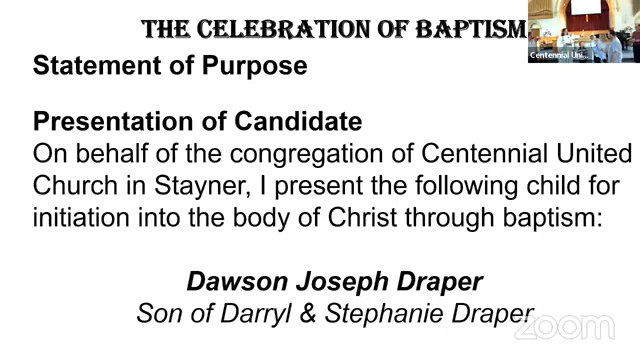 THE CELEBRATION OF BAPTISM
Statement of Purpose
Centennial Uni...
Presentation of Candidate
On behalf of the congregation of Centennial United
Church in Stayner, I present the following child for
initiation into the body of Christ through baptism:
Dawson Joseph Draper
Son of Darryl & Stephanie Draper
zoom